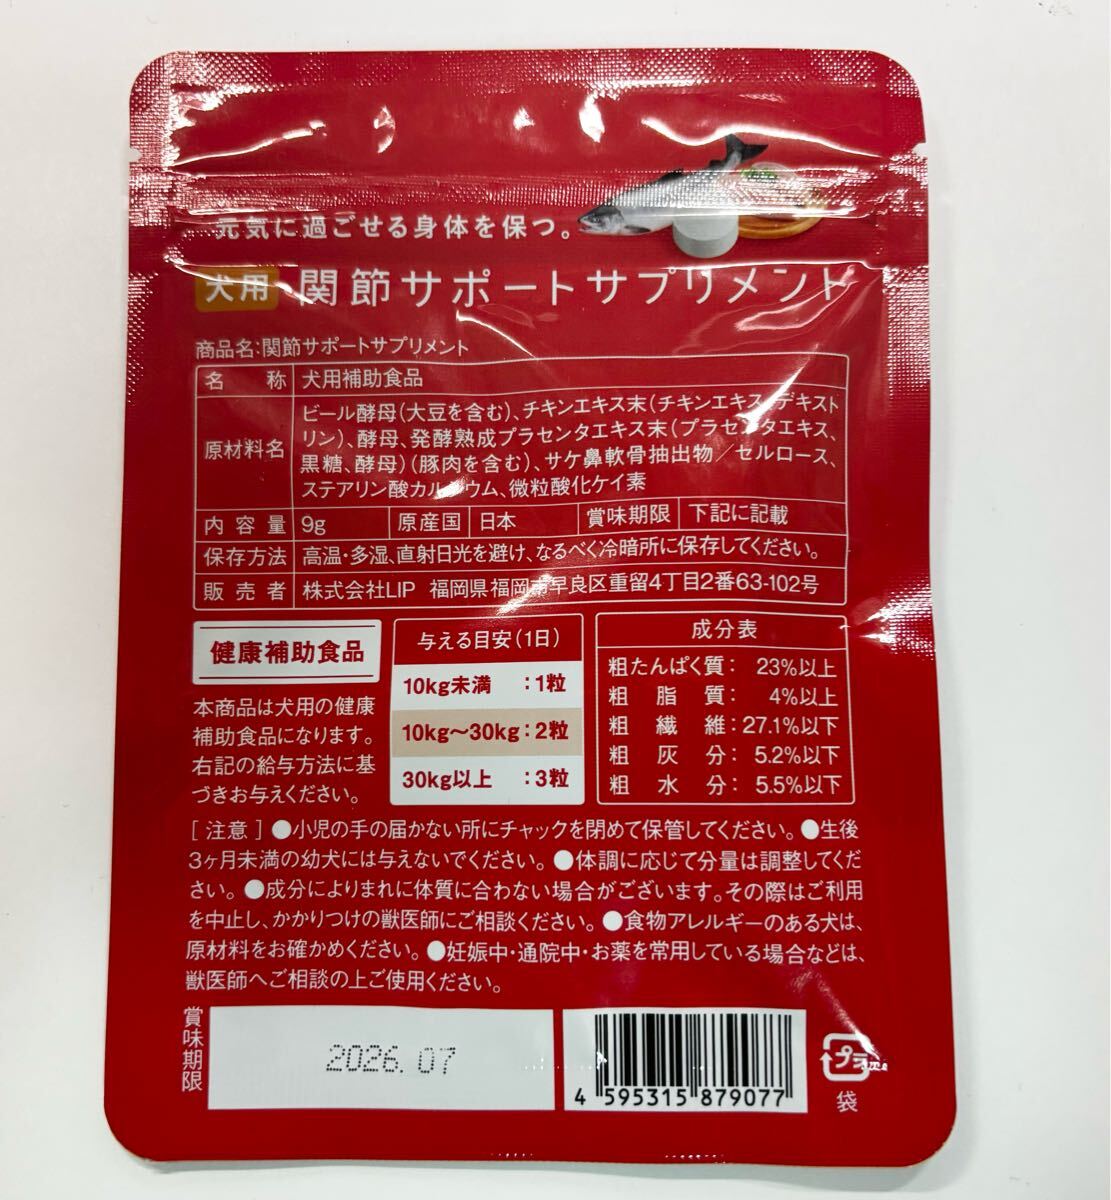 元気に過ごせる身体を保つ。
犬用 関節サポートサプリメント
商品名:関節サポートサプリメント
名称 犬用補助食品
原材料名 ビール酵母(大豆を含む)、チキンエキス末(チキンエキス、デキスト
リン)、酵母、発酵熟成プラセンタエキス末(プラセンタエキス、
黒糖、酵母)(豚肉を含む)、サケ鼻軟骨抽出物/セルロース、
ステアリン酸カルシウム、微粒酸化ケイ素
内容量 9g 原産国 日本 賞味期限 下記に記載
保存方法 高温・多湿、直射日光を避け、なるべく冷暗所に保存してください。
販売者 株式会社LIP 福岡県福岡市早良区重留4丁目2番63-102号
健康補助食品
本商品は犬用の健康
補助食品になります。
右記の給与方法に基
づきお与えください。
与える目安(1日)
10kg未満 :1粒
10kg〜30kg:2粒
30kg以上 :3粒
成分表
粗たんぱく質: 23%以上
粗脂質: 4%以上
粗繊維:27.1%以下
粗灰分: 5.2%以下
粗水分: 5.5%以下
[ 注意 ] ●小児の手の届かない所にチャックを閉めて保管してください。●生後
3ヶ月未満の幼犬には与えないでください。●体調に応じて分量は調整してくだ
さい。●成分によりまれに体質に合わない場合がございます。その際はご利用
を中止し、かかりつけの獣医師にご相談ください。●食物アレルギーのある犬は、
原材料をお確かめください。●妊娠中・通院中・お薬を常用している場合などは、
獣医師へご相談の上ご使用ください。
賞味期限
2026.07
4 595315 879077
プラ
袋